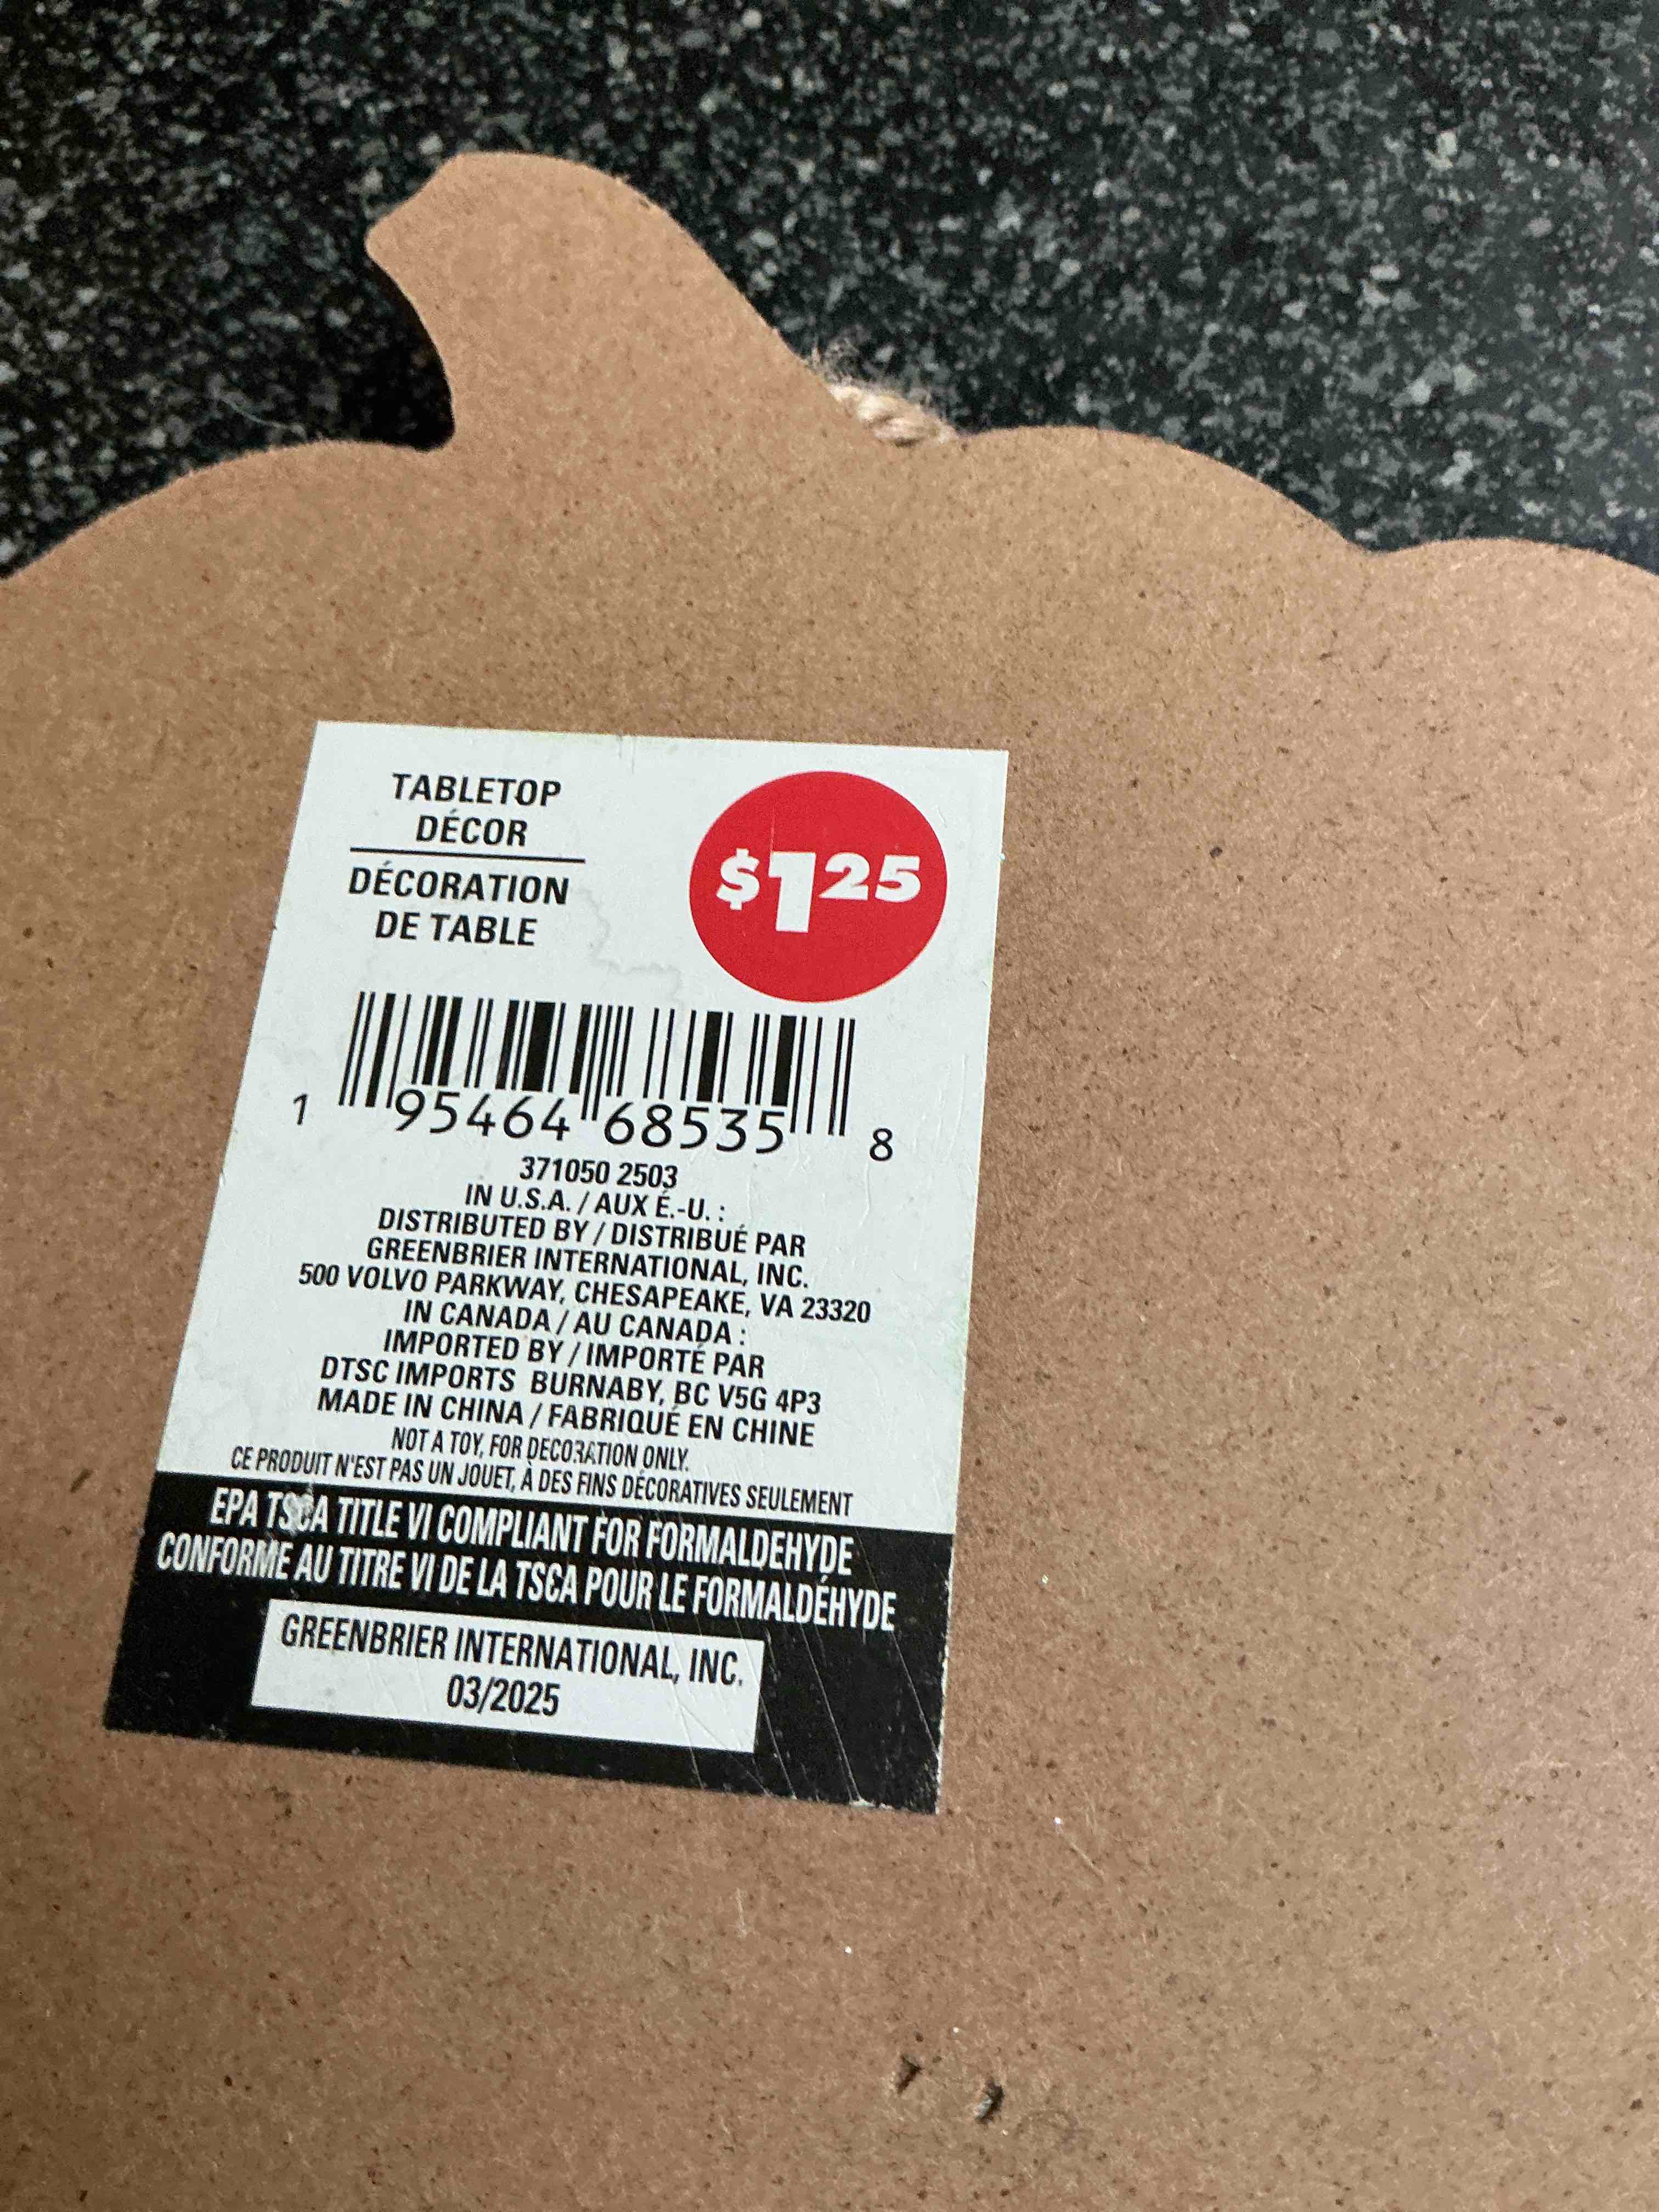 TABLETOP
DÉCOR
DÉCORATION
DE TABLE
$125
1 95464 68535 8
371050 2503
IN U.S.A. / AUX É.-U. :
DISTRIBUTED BY / DISTRIBUÉ PAR
GREENBRIER INTERNATIONAL, INC.
500 VOLVO PARKWAY, CHESAPEAKE, VA 23320
IN CANADA / AU CANADA :
IMPORTED BY / IMPORTÉ PAR
DTSC IMPORTS BURNABY, BC V5G 4P3
MADE IN CHINA / FABRIQUÉ EN CHINE
NOT A TOY, FOR DECORATION ONLY.
CE PRODUIT N'EST PAS UN JOUET, À DES FINS DÉCORATIVES SEULEMENT
EPA TSCA TITLE VI COMPLIANT FOR FORMALDEHYDE
CONFORME AU TITRE VI DE LA TSCA POUR LE FORMALDÉHYDE
GREENBRIER INTERNATIONAL, INC.
03/2025